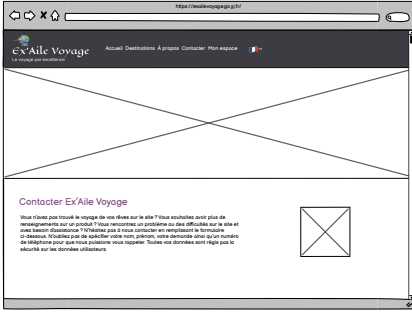 https://exailevoyage.go.yj.fr/
Ex'Aile Voyage
Le voyage par excellence
Accueil Destinations À propos Contacter Mon espace
Contacter Ex'Aile Voyage
Vous n'avez pas trouvé le voyage de vos rêves sur le site ? Vous souhaitez avoir plus de
renseignements sur un produit ? Vous rencontrez un problème ou des difficultés sur le site et
avez besoin d'assistance ? N'hésitez pas à nous contacter en remplissant le formulaire
ci-dessous. N'oubliez pas de spécifier votre nom, prénom, votre demande ainsi qu'un numéro
de téléphone pour que nous puissions vous rappeler. Toutes vos données sont régis pas la
sécurité sur les données utilisateurs.